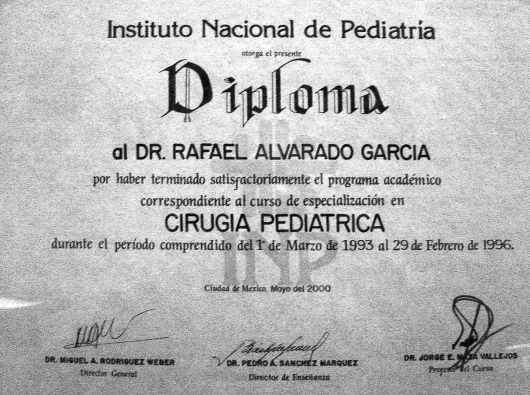 Instituto Nacional de Pediatría
otorga el presente
Diploma
al DR. RAFAEL ALVARADO GARCIA
por haber terminado satisfactoriamente el programa académico
correspondiente al curso de especialización en
CIRUGIA PEDIATRICA
durante el período comprendido del 1° de Marzo de 1993 al 29 de Febrero de 1996.
INP
Ciudad de México, Mayo del 2000
DR. MIGUEL A. RODRIGUEZ WEBER
Director General
DR. PEDRO A. SANCHEZ MARQUEZ
Director de Enseñanza
DR. JORGE E. MAZA VALLEJOS
Profesor del Curso